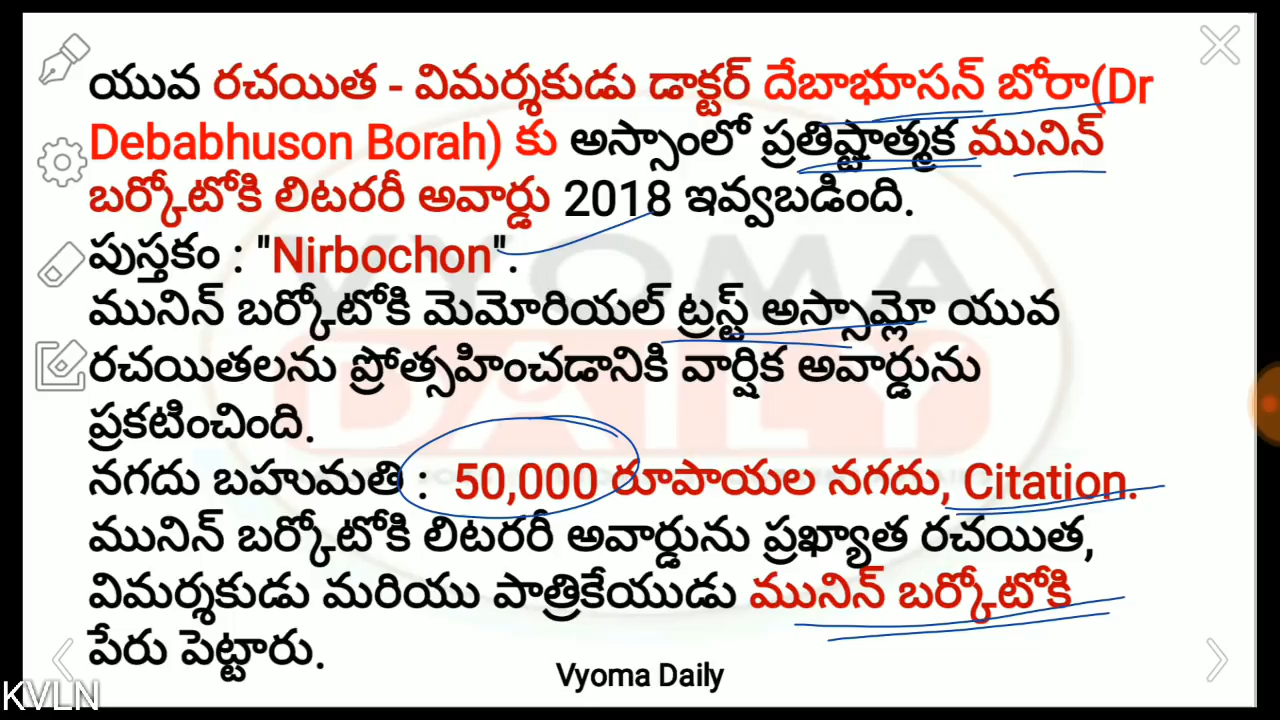 యువ రచయిత - విమర్శకుడు డాక్టర్ దేబాభూసన్ బోరా(Dr
Debabhuson Borah) కు అస్సాంలో ప్రతిష్టాత్మక మునిన్
బర్కోటోకి లిటరరీ అవార్డు 2018 ఇవ్వబడింది.
పుస్తకం : "Nirbochon".
మునిన్ బర్కోటోకి మెమోరియల్ ట్రస్ట్ అస్సామ్లో యువ
రచయితలను ప్రోత్సహించడానికి వార్షిక అవార్డును
ప్రకటించింది.
నగదు బహుమతి : 50,000 రూపాయల నగదు, Citation.
మునిన్ బర్కోటోకి లిటరరీ అవార్డును ప్రఖ్యాత రచయిత,
విమర్శకుడు మరియు పాత్రికేయుడు మునిన్ బర్కోటోకి
పేరు పెట్టారు.
Vyoma Daily
KVLN
VYOMA
DAILY